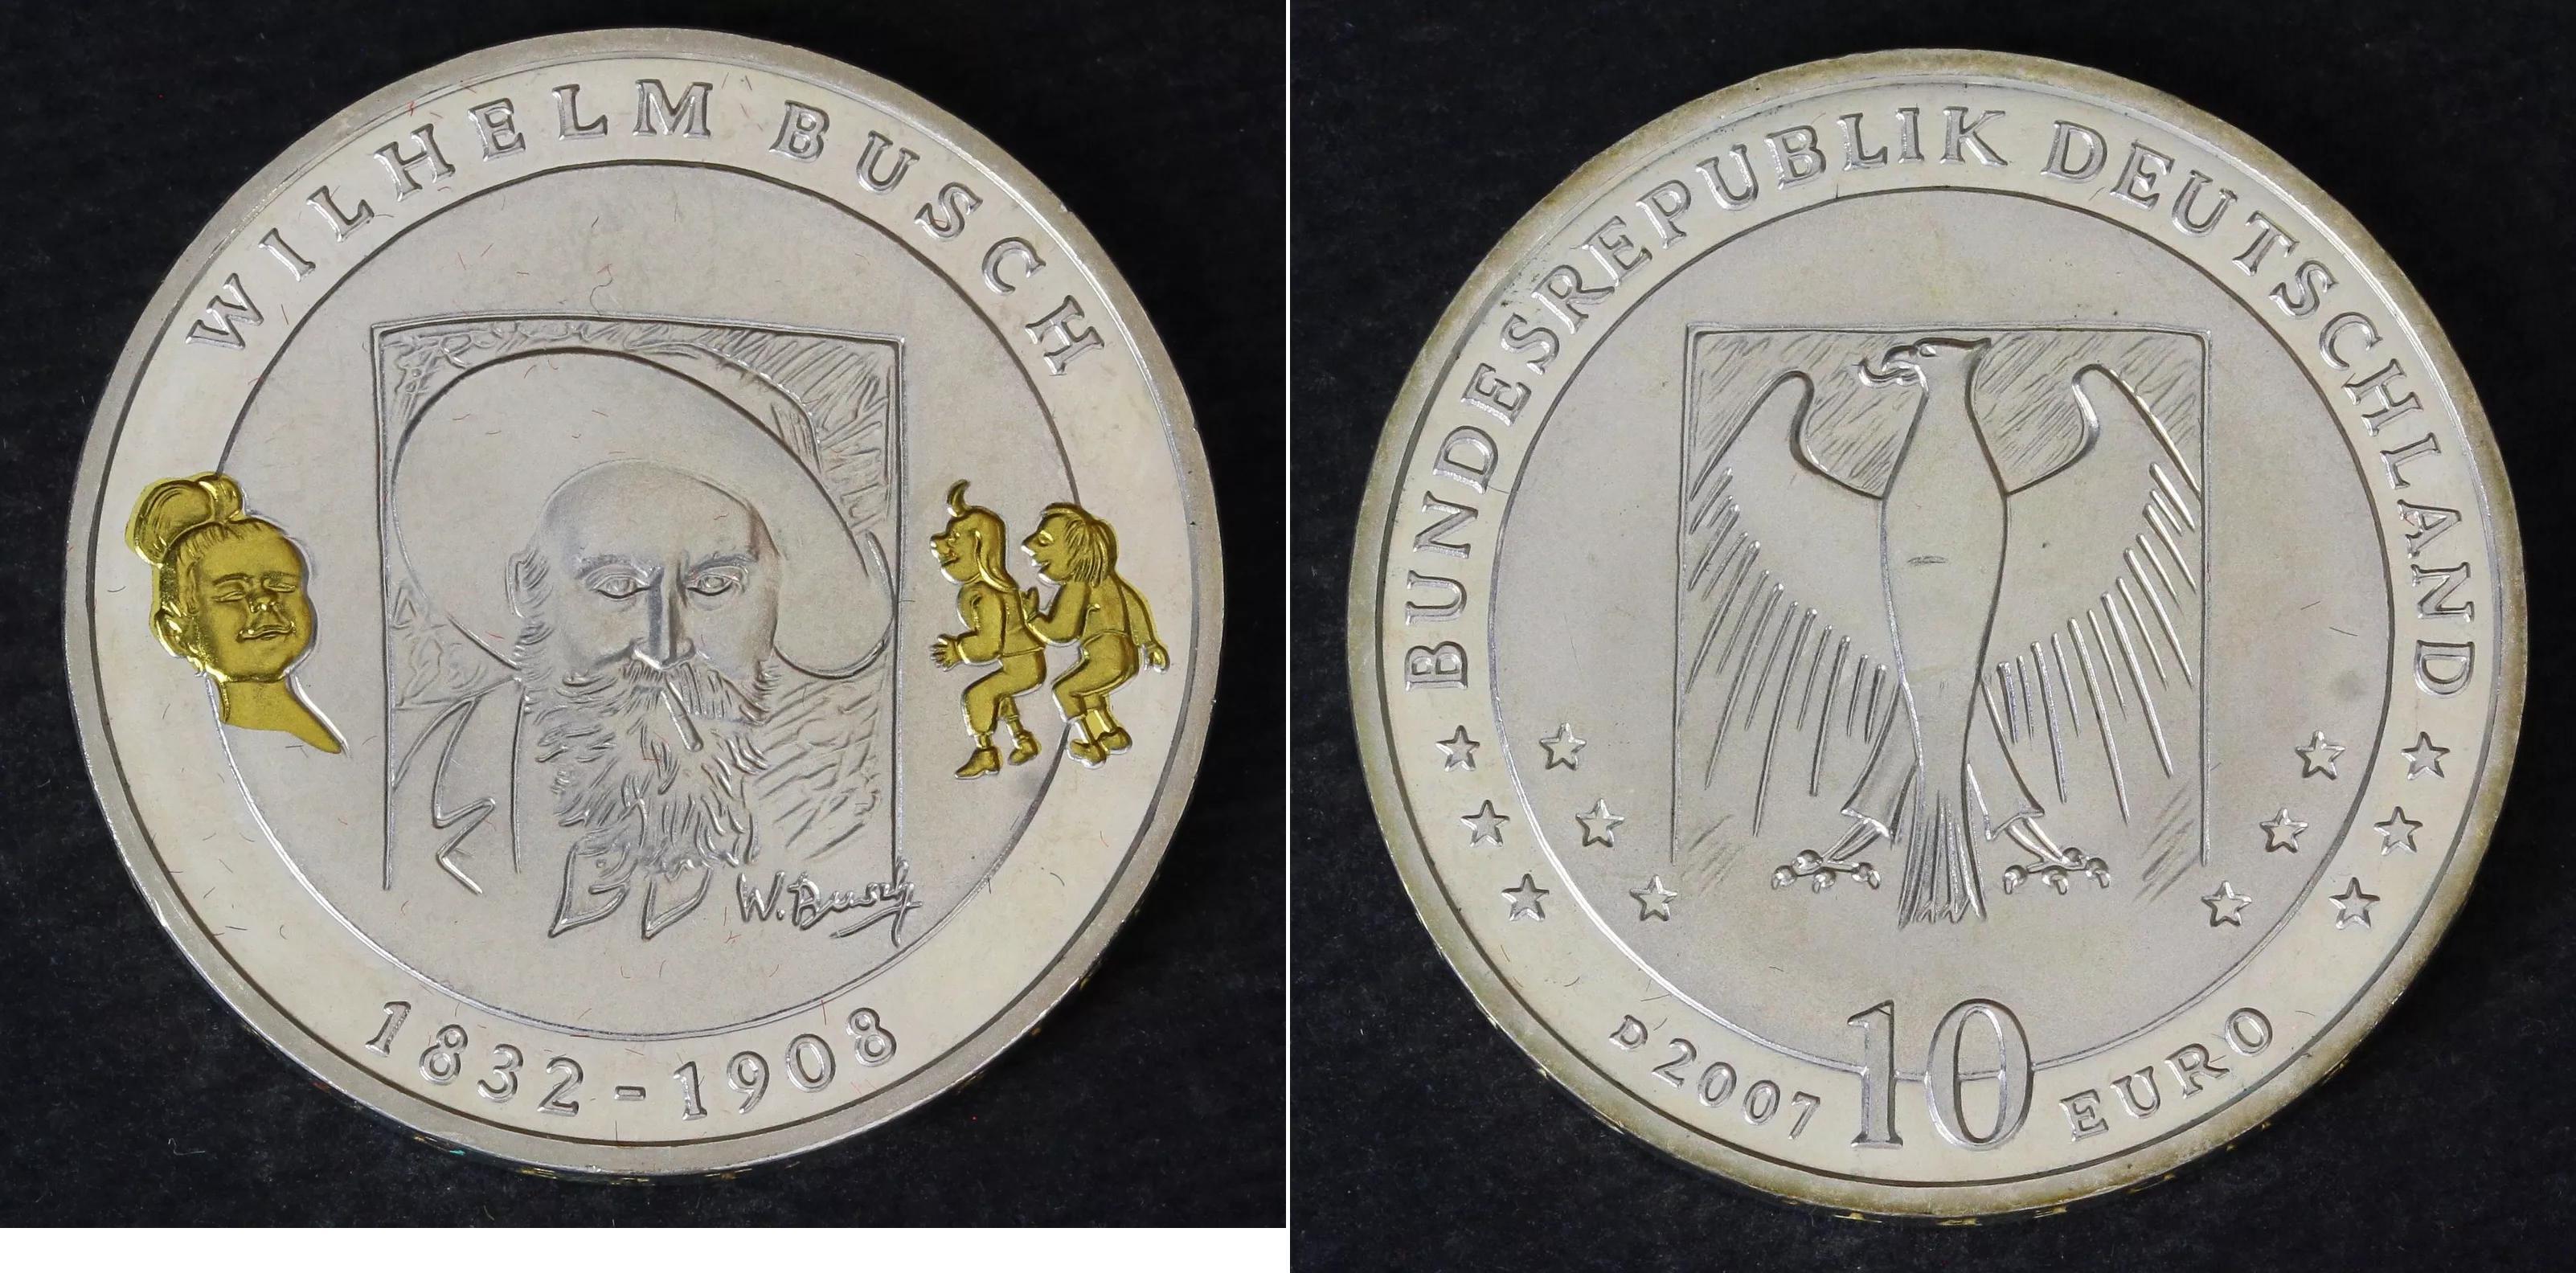 WILHELM BUSCH
W. Busch
1832-1908
BUNDESREPUBLIK DEUTSCHLAND
D 2007 10 EURO